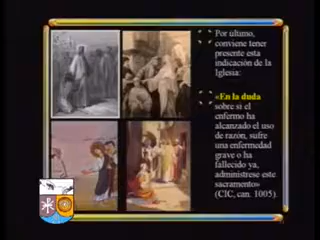 Por último,
conviene tener
presente esta
indicación de la
Iglesia:
«En la duda
sobre si el
enfermo ha
alcanzado el uso
de razón, sufre
una enfermedad
grave o ha
fallecido ya,
adminístrese este
sacramento»
(CIC, can. 1005).